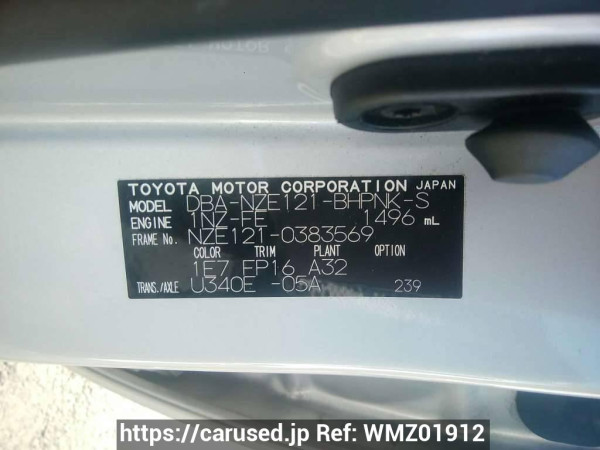 TOYOTA MOTOR CORPORATION JAPAN
MODEL DBA-NZE121-BHPNK-S
ENGINE 1NZ-FE 1496 mL
FRAME No. NZE121-0383569
COLOR TRIM PLANT OPTION
1E7 FP16 A32
TRANS./AXLE U340E -05A 239
https://carused.jp Ref: WMZ01912